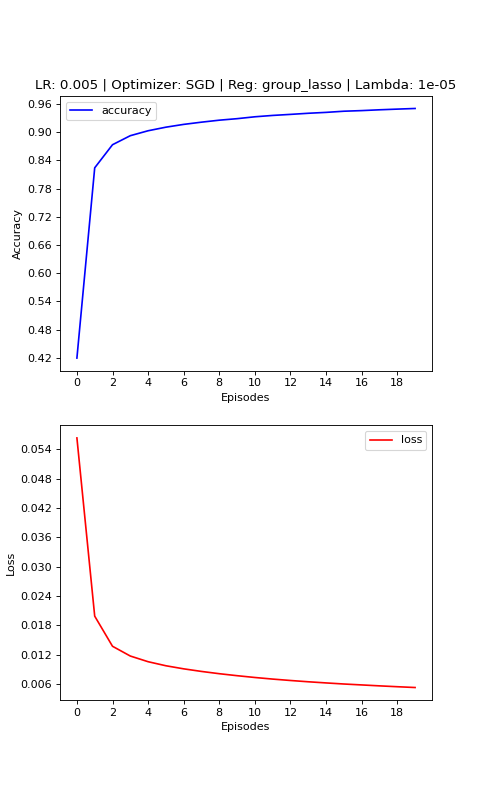 LR: 0.005 | Optimizer: SGD | Reg: group_lasso | Lambda: 1e-05
accuracy
0.96
0.90
0.84
0.78
0.72
0.66
0.60
0.54
0.48
0.42
Accuracy
0 2 4 6 8 10 12 14 16 18
Episodes
loss
0.054
0.048
0.042
0.036
0.030
0.024
0.018
0.012
0.006
Loss
0 2 4 6 8 10 12 14 16 18
Episodes